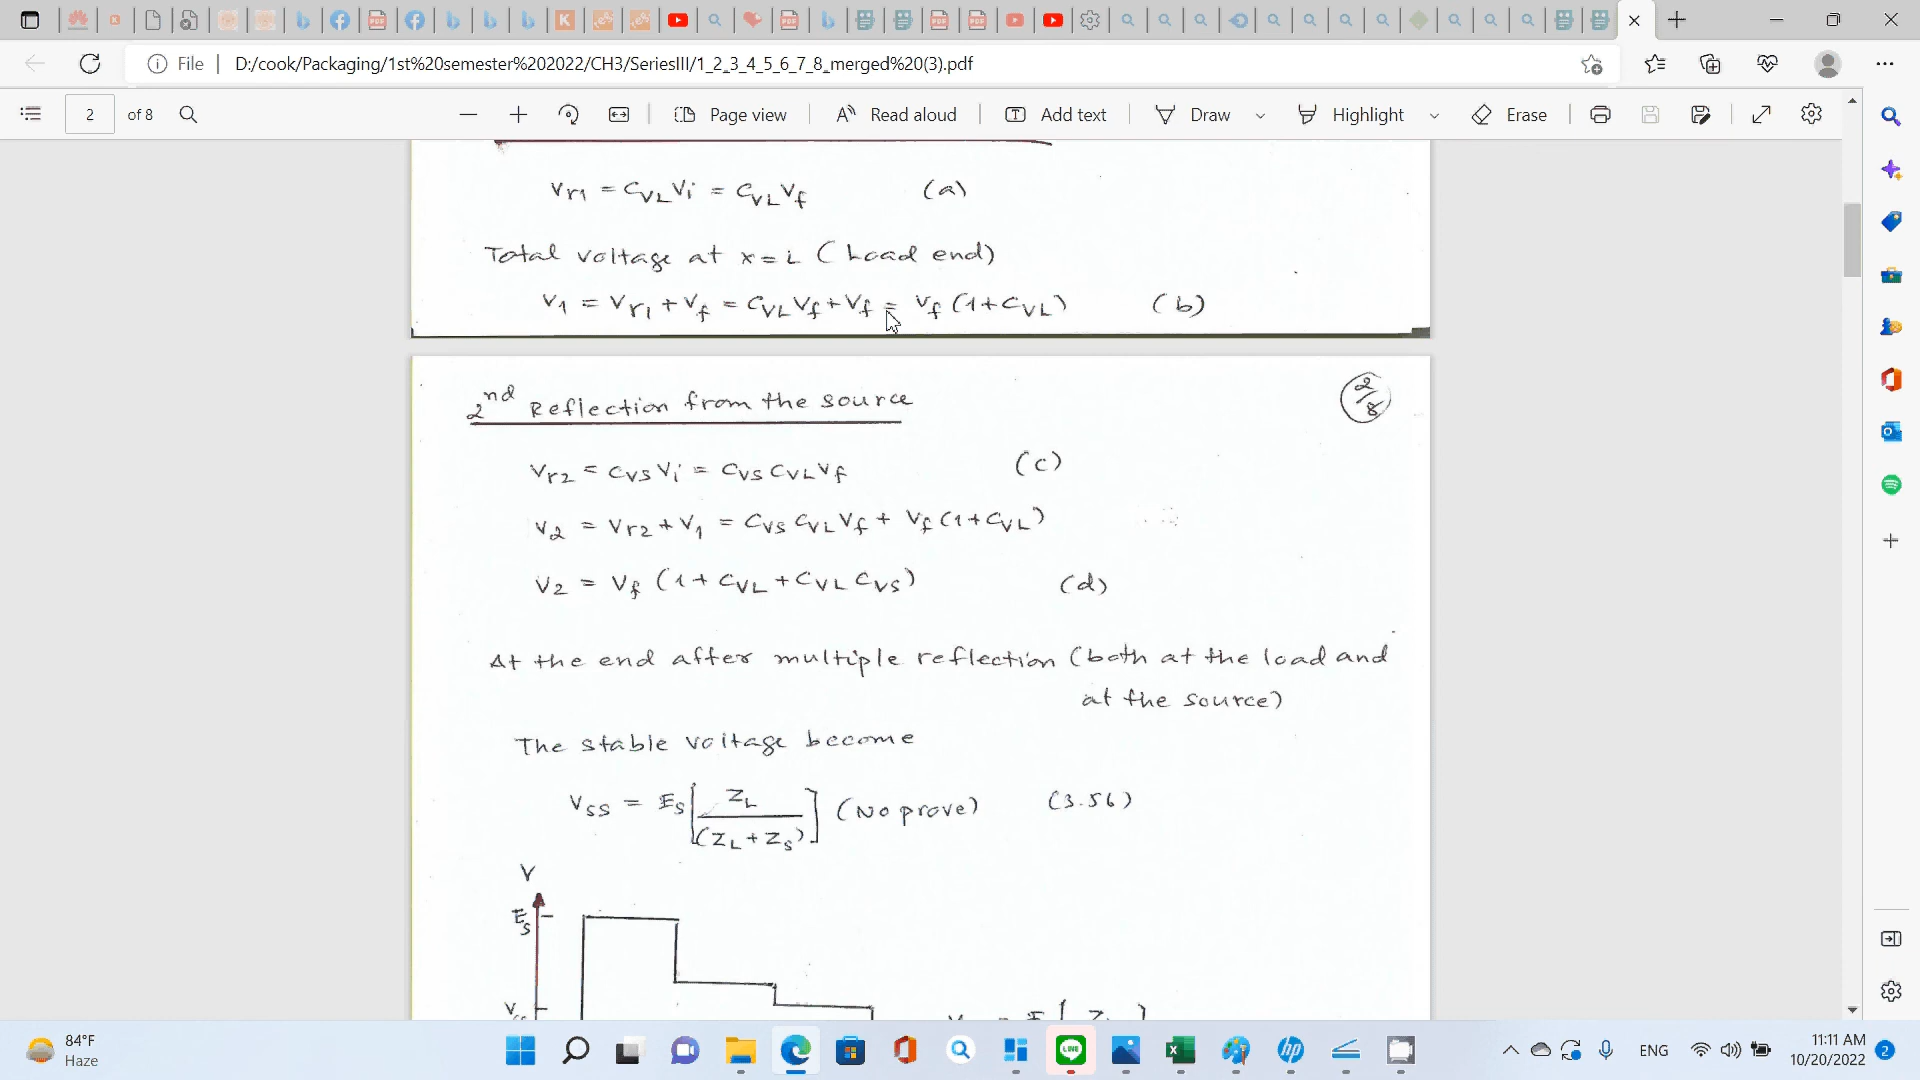 File | D:/cook/Packaging/1st%20semester%202022/CH3/SeriesIII/1_2_3_4_5_6_7_8_merged%20(3).pdf
2 of 8 Page view Read aloud Add text Draw Highlight Erase
Vr1 = CVL Vi = CVL Vf (a)
Total voltage at x = L (Load end)
V1 = Vr1 + Vf = CVL Vf + Vf = Vf (1+CVL) (b)
2nd Reflection from the source 2/8
Vr2 = CVS Vi = CVS CVL Vf (c)
V2 = Vr2 + V1 = CVS CVL Vf + Vf (1+CVL)
V2 = Vf (1+ CVL + CVL CVS) (d)
At the end after multiple reflection (both at the load and
at the source)
The stable voltage become
VSS = ES [ZL / (ZL + ZS)] (No prove) (3.56)
V
ES
84°F
Haze
ENG
11:11 AM
10/20/2022
2